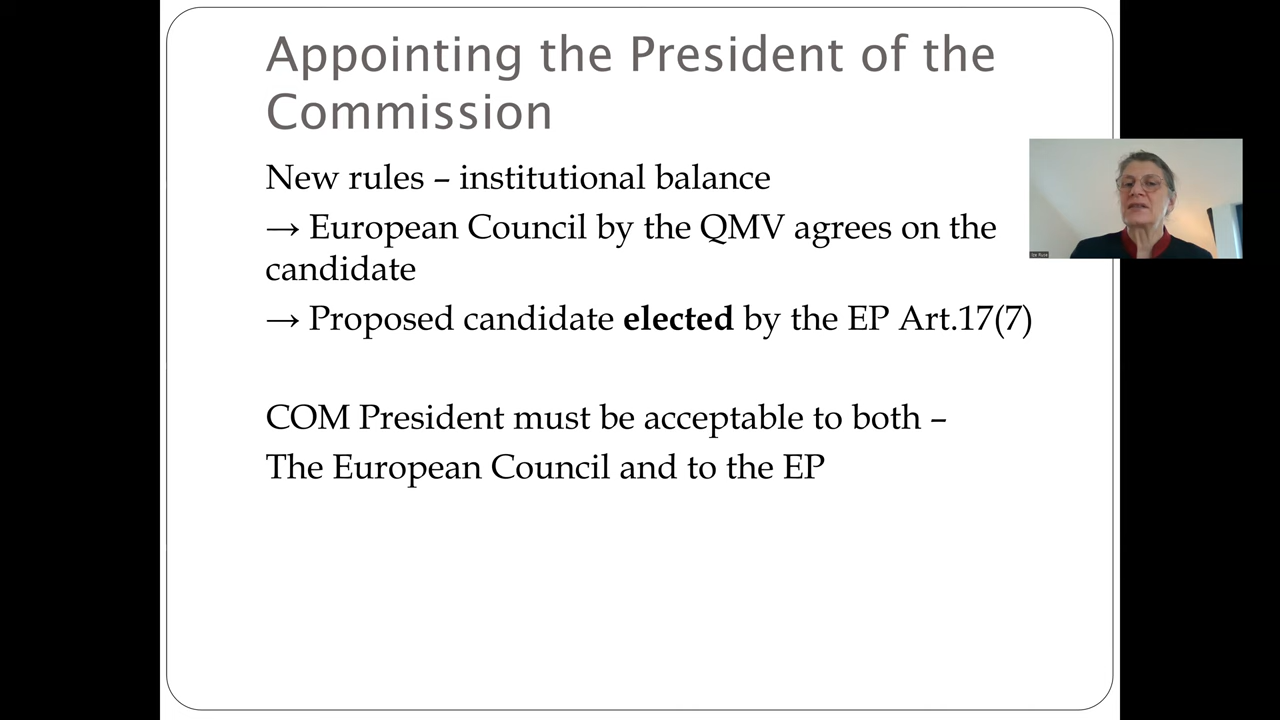 Appointing the President of the
Commission
New rules – institutional balance
→ European Council by the QMV agrees on the
candidate
→ Proposed candidate elected by the EP Art.17(7)
COM President must be acceptable to both –
The European Council and to the EP